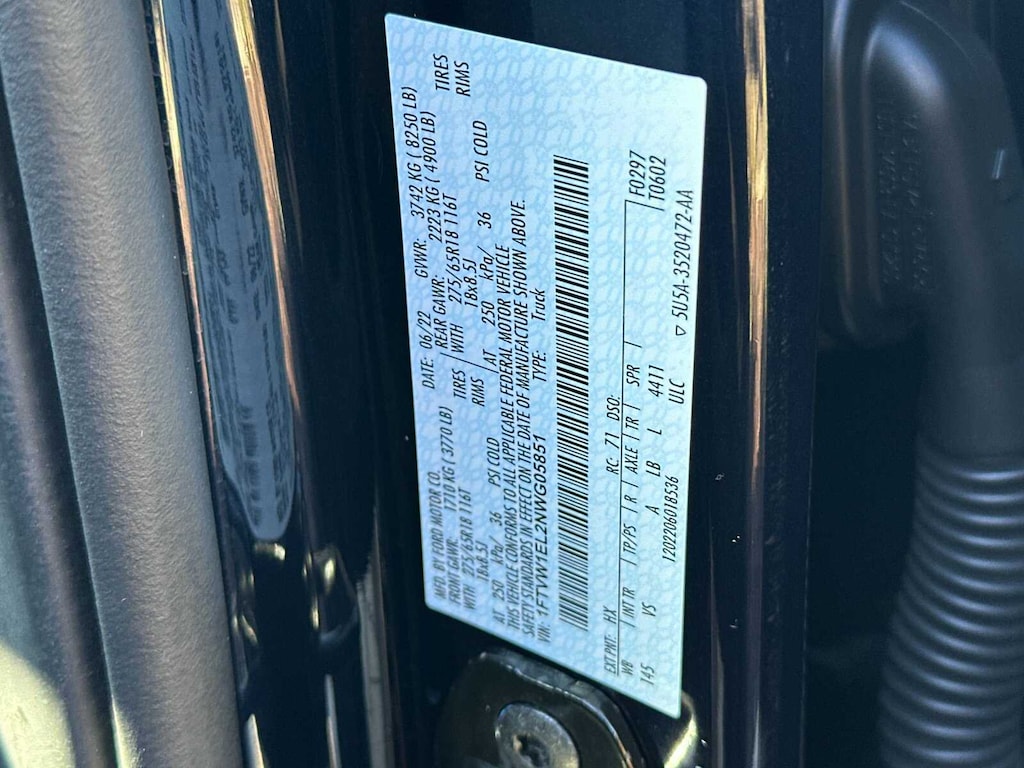 MFD. BY FORD MOTOR CO.
DATE: 06/22 GVWR: 3742 KG ( 8250 LB)
FRONT GAWR: 1710 KG ( 3770 LB) REAR GAWR: 2223 KG ( 4900 LB)
WITH 275/65R18 116T TIRES WITH 275/65R18 116T TIRES
18x8.5J RIMS 18x8.5J RIMS
AT 250 kPa/ 36 PSI COLD AT 250 kPa/ 36 PSI COLD
THIS VEHICLE CONFORMS TO ALL APPLICABLE FEDERAL MOTOR VEHICLE
SAFETY STANDARDS IN EFFECT ON THE DATE OF MANUFACTURE SHOWN ABOVE.
VIN: 1FTVW1EL2NWG05851 TYPE: Truck
EXT PNT: HX RC: 71 DSO: F0297
WB INT TR TP/PS R AXLE TR SPR T0602
145 VS A LB L 4411
1202206018536 ULC ▽ 5U5A-3520472-AA